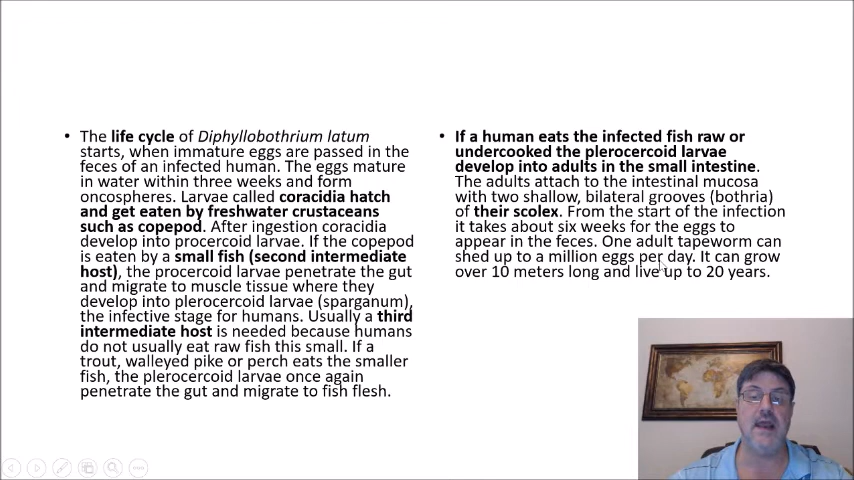 • The life cycle of Diphyllobothrium latum
starts, when immature eggs are passed in the
feces of an infected human. The eggs mature
in water within three weeks and form
oncospheres. Larvae called coracidia hatch
and get eaten by freshwater crustaceans
such as copepod. After ingestion coracidia
develop into procercoid larvae. If the copepod
is eaten by a small fish (second intermediate
host), the procercoid larvae penetrate the gut
and migrate to muscle tissue where they
develop into plerocercoid larvae (sparganum),
the infective stage for humans. Usually a third
intermediate host is needed because humans
do not usually eat raw fish this small. If a
trout, walleyed pike or perch eats the smaller
fish, the plerocercoid larvae once again
penetrate the gut and migrate to fish flesh.
• If a human eats the infected fish raw or
undercooked the plerocercoid larvae
develop into adults in the small intestine.
The adults attach to the intestinal mucosa
with two shallow, bilateral grooves (bothria)
of their scolex. From the start of the infection
it takes about six weeks for the eggs to
appear in the feces. One adult tapeworm can
shed up to a million eggs per day. It can grow
over 10 meters long and live up to 20 years.